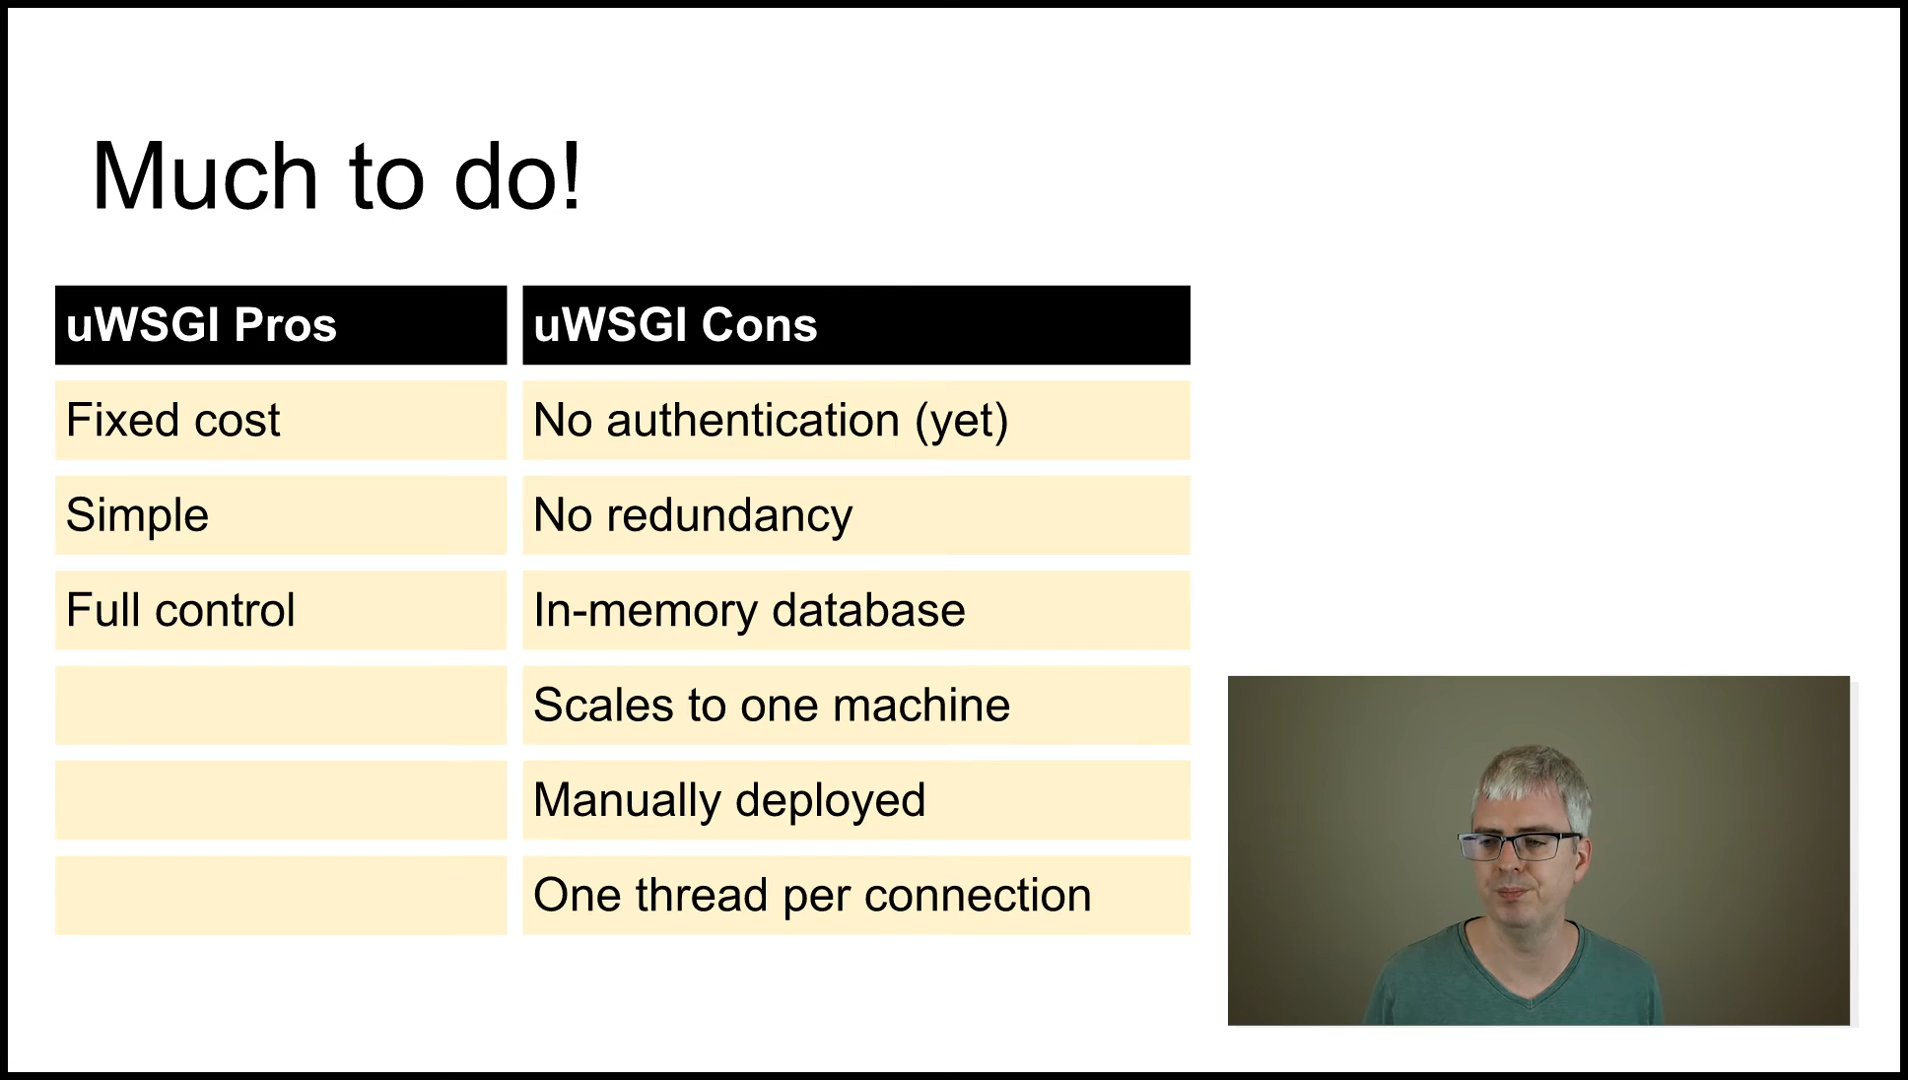 Much to do!
uWSGI Pros
uWSGI Cons
Fixed cost
No authentication (yet)
Simple
No redundancy
Full control
In-memory database
Scales to one machine
Manually deployed
One thread per connection